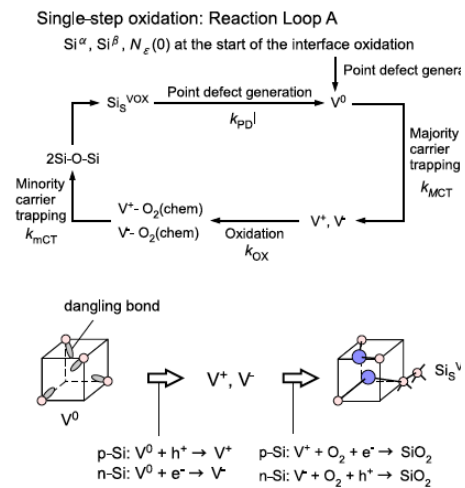 Single-step oxidation: Reaction Loop A
Si^α, Si^β, N_ε(0) at the start of the interface oxidation
Point defect genera
Si_S^VOX
Point defect generation
V^0
k_PD|
Majority
carrier
trapping
k_MCT
2Si-O-Si
Minority
carrier
trapping
k_mCT
V^+- O_2(chem)
V^-- O_2(chem)
Oxidation
k_OX
V^+, V^-
dangling bond
V^0
V^+, V^-
Si_S^V
p-Si: V^0 + h^+ → V^+
n-Si: V^0 + e^- → V^-
p-Si: V^+ + O_2 + e^- → SiO_2
n-Si: V^- + O_2 + h^+ → SiO_2